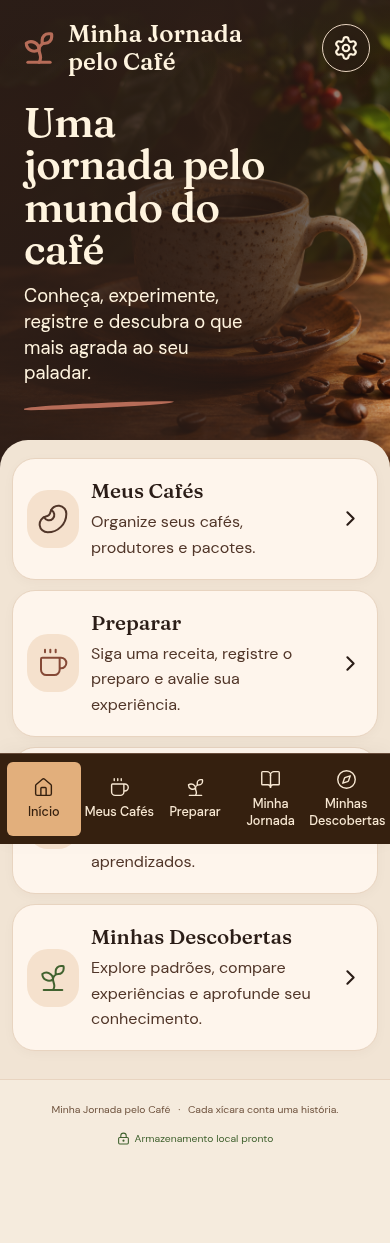 Minha Jornada
pelo Café
Uma
jornada pelo
mundo do
café
Conheça, experimente,
registre e descubra o que
mais agrada ao seu
paladar.
Meus Cafés
Organize seus cafés,
produtores e pacotes.
Preparar
Siga uma receita, registre o
preparo e avalie sua
experiência.
Início
Meus Cafés
Preparar
Minha
Jornada
Minhas
Descobertas
aprendizados.
Minhas Descobertas
Explore padrões, compare
experiências e aprofunde seu
conhecimento.
Minha Jornada pelo Café · Cada xícara conta uma história.
Armazenamento local pronto